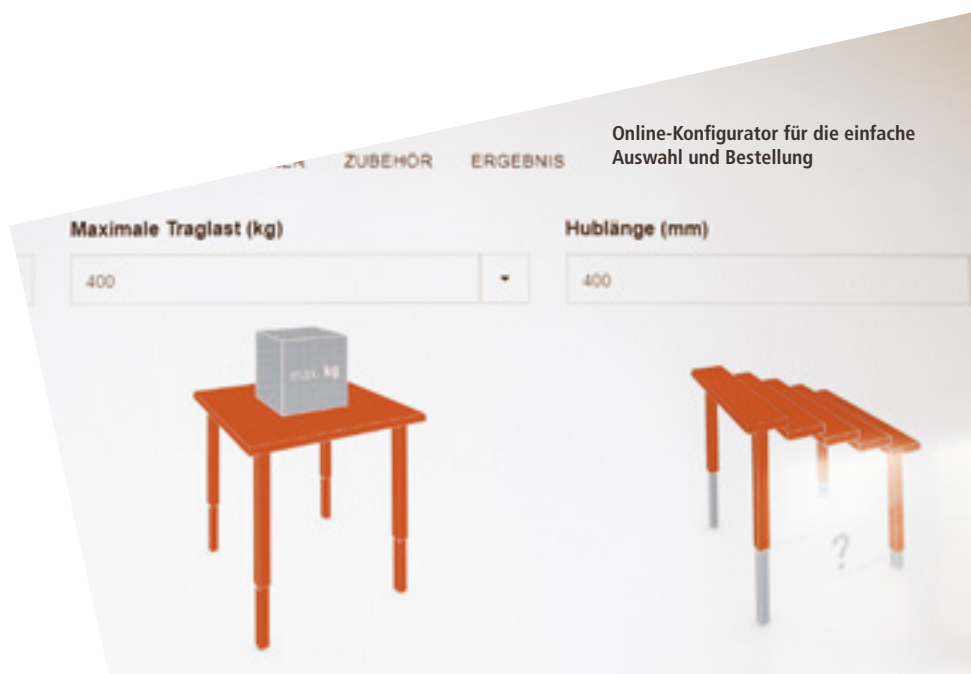 Online-Konfigurator für die einfache
Auswahl und Bestellung
ZUBEHÖR ERGEBNIS
Maximale Traglast (kg)
Hublänge (mm)
400
400
max. kg
?